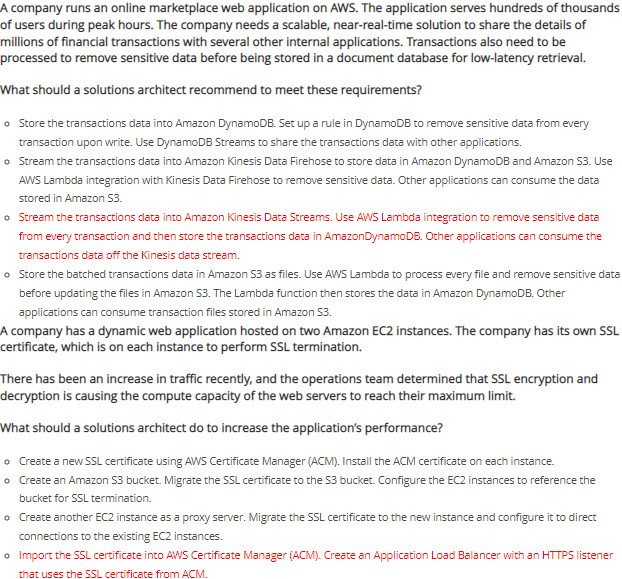 A company runs an online marketplace web application on AWS. The application serves hundreds of thousands
of users during peak hours. The company needs a scalable, near-real-time solution to share the details of
millions of financial transactions with several other internal applications. Transactions also need to be
processed to remove sensitive data before being stored in a document database for low-latency retrieval.
What should a solutions architect recommend to meet these requirements?
o Store the transactions data into Amazon DynamoDB. Set up a rule in DynamoDB to remove sensitive data from every
transaction upon write. Use DynamoDB Streams to share the transactions data with other applications.
o Stream the transactions data into Amazon Kinesis Data Firehose to store data in Amazon DynamoDB and Amazon S3. Use
AWS Lambda integration with Kinesis Data Firehose to remove sensitive data. Other applications can consume the data
stored in Amazon S3.
o Stream the transactions data into Amazon Kinesis Data Streams. Use AWS Lambda integration to remove sensitive data
from every transaction and then store the transactions data in AmazonDynamoDB. Other applications can consume the
transactions data off the Kinesis data stream.
o Store the batched transactions data in Amazon S3 as files. Use AWS Lambda to process every file and remove sensitive data
before updating the files in Amazon S3. The Lambda function then stores the data in Amazon DynamoDB. Other
applications can consume transaction files stored in Amazon S3.
A company has a dynamic web application hosted on two Amazon EC2 instances. The company has its own SSL
certificate, which is on each instance to perform SSL termination.
There has been an increase in traffic recently, and the operations team determined that SSL encryption and
decryption is causing the compute capacity of the web servers to reach their maximum limit.
What should a solutions architect do to increase the application's performance?
o Create a new SSL certificate using AWS Certificate Manager (ACM). Install the ACM certificate on each instance.
o Create an Amazon S3 bucket. Migrate the SSL certificate to the S3 bucket. Configure the EC2 instances to reference the
bucket for SSL termination.
o Create another EC2 instance as a proxy server. Migrate the SSL certificate to the new instance and configure it to direct
connections to the existing EC2 instances.
o Import the SSL certificate into AWS Certificate Manager (ACM). Create an Application Load Balancer with an HTTPS listener
that uses the SSL certificate from ACM.